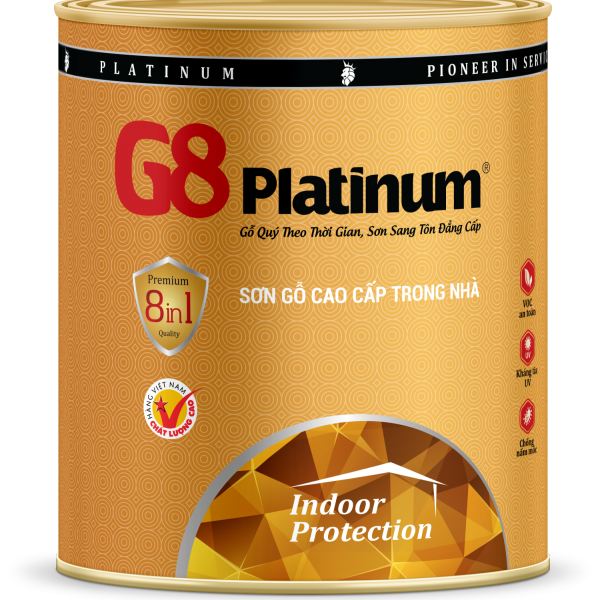 PLATINUM
PIONEER IN SERVIC
G8 Platinum®
Gỗ Quý Theo Thời Gian, Sơn Sang Tôn Đẳng Cấp
SƠN GỖ CAO CẤP TRONG NHÀ
Premium
8in1
Quality
HÀNG VIỆT NAM
CHẤT LƯỢNG CAO
VOC
an toàn
UV
Kháng tia
UV
Chống
nấm mốc
Indoor
Protection